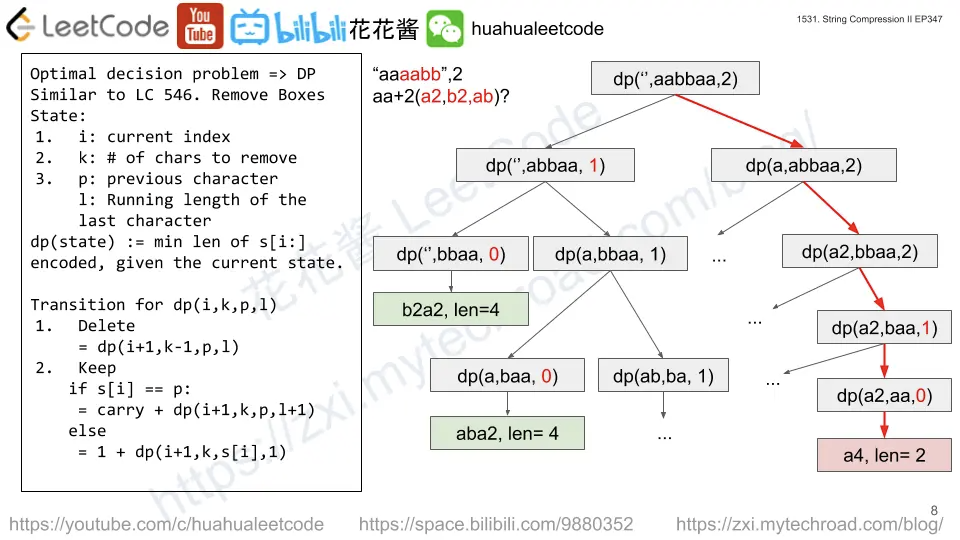 LeetCode
You
Tube
bilibili
花花酱
huahualeetcode
1531. String Compression II EP347
Optimal decision problem => DP
Similar to LC 546. Remove Boxes
State:
1. i: current index
2. k: # of chars to remove
3. p: previous character
l: Running length of the
last character
dp(state) := min len of s[i:]
encoded, given the current state.
Transition for dp(i,k,p,l)
1. Delete
= dp(i+1,k-1,p,l)
2. Keep
if s[i] == p:
= carry + dp(i+1,k,p,l+1)
else
= 1 + dp(i+1,k,s[i],1)
“aaaabb”,2
aa+2(a2,b2,ab)?
dp(‘’,aabbaa,2)
dp(‘’,abbaa, 1)
dp(a,abbaa,2)
dp(‘’,bbaa, 0)
dp(a,bbaa, 1)
...
dp(a2,bbaa,2)
b2a2, len=4
...
dp(a2,baa,1)
dp(a,baa, 0)
dp(ab,ba, 1)
...
dp(a2,aa,0)
aba2, len= 4
...
a4, len= 2
花花酱 LeetCode
https://zxi.mytechroad.com/blog/
8
https://youtube.com/c/huahualeetcode
https://space.bilibili.com/9880352
https://zxi.mytechroad.com/blog/